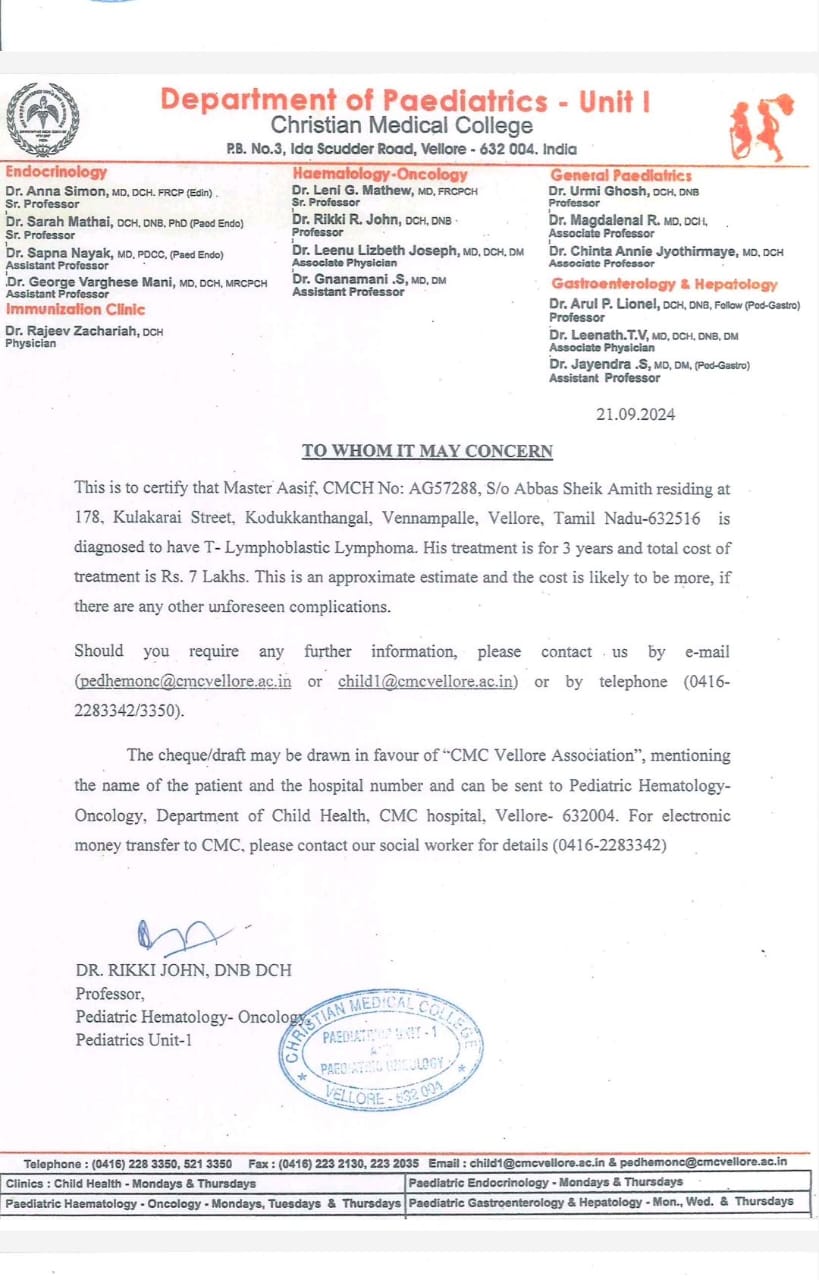 Department of Paediatrics - Unit I
Christian Medical College
P.B. No.3, Ida Scudder Road, Vellore - 632 004. India
Endocrinology
Dr. Anna Simon, MD, DCH. FRCP (Edin) .
Sr. Professor
Dr. Sarah Mathai, DCH, DNB, PhD (Paed Endo)
Sr. Professor
Dr. Sapna Nayak, MD, PDCC, (Paed Endo)
Assistant Professor
Dr. George Varghese Mani, MD, DCH, MRCPCH
Assistant Professor
Immunization Clinic
Dr. Rajeev Zachariah, DCH
Physician
Haematology-Oncology
Dr. Leni G. Mathew, MD, FRCPCH
Sr. Professor
Dr. Rikki R. John, DCH, DNB
Professor
Dr. Leenu Lizbeth Joseph, MD, DCH, DM
Associate Physician
Dr. Gnanamani .S, MD, DM
Assistant Professor
General Paediatrics
Dr. Urmi Ghosh, DCH, DNB
Professor
Dr. Magdalenal R. MD, DCH,
Associate Professor
Dr. Chinta Annie Jyothirmaye, MD, DCH
Associate Professor
Gastroenterology & Hepatology
Dr. Arul P. Lionel, DCH, DNB, Fellow (Pod-Gastro)
Professor
Dr. Leenath.T.V, MD, DCH, DNB, DM
Associate Physician
Dr. Jayendra .S, MD, DM, (Ped-Gastro)
Assistant Professor
21.09.2024
TO WHOM IT MAY CONCERN
This is to certify that Master Aasif, CMCH No: AG57288, S/o Abbas Sheik Amith residing at
178, Kulakarai Street, Kodukkanthangal, Vennampalle, Vellore, Tamil Nadu-632516 is
diagnosed to have T- Lymphoblastic Lymphoma. His treatment is for 3 years and total cost of
treatment is Rs. 7 Lakhs. This is an approximate estimate and the cost is likely to be more, if
there are any other unforeseen complications.
Should you require any further information, please contact us by e-mail
(pedhemonc@cmcvellore.ac.in or child1@cmcvellore.ac.in) or by telephone (0416-
2283342/3350).
The cheque/draft may be drawn in favour of “CMC Vellore Association”, mentioning
the name of the patient and the hospital number and can be sent to Pediatric Hematology-
Oncology, Department of Child Health, CMC hospital, Vellore- 632004. For electronic
money transfer to CMC, please contact our social worker for details (0416-2283342)
DR. RIKKI JOHN, DNB DCH
Professor,
Pediatric Hematology- Oncology,
Pediatrics Unit-1
CHRISTIAN MEDICAL COLLEGE
PAEDIATRICS UNIT - 1
AND
PAEDIATRIC ONCOLOGY
VELLORE - 632 004
Telephone : (0416) 228 3350, 521 3350 Fax : (0416) 223 2130, 223 2035 Email : child1@cmcvellore.ac.in & pedhemonc@cmcvellore.ac.in
Clinics : Child Health - Mondays & Thursdays
Paediatric Endocrinology - Mondays & Thursdays
Paediatric Haematology - Oncology - Mondays, Tuesdays & Thursdays
Paediatric Gastroenterology & Hepatology - Mon., Wed. & Thursdays